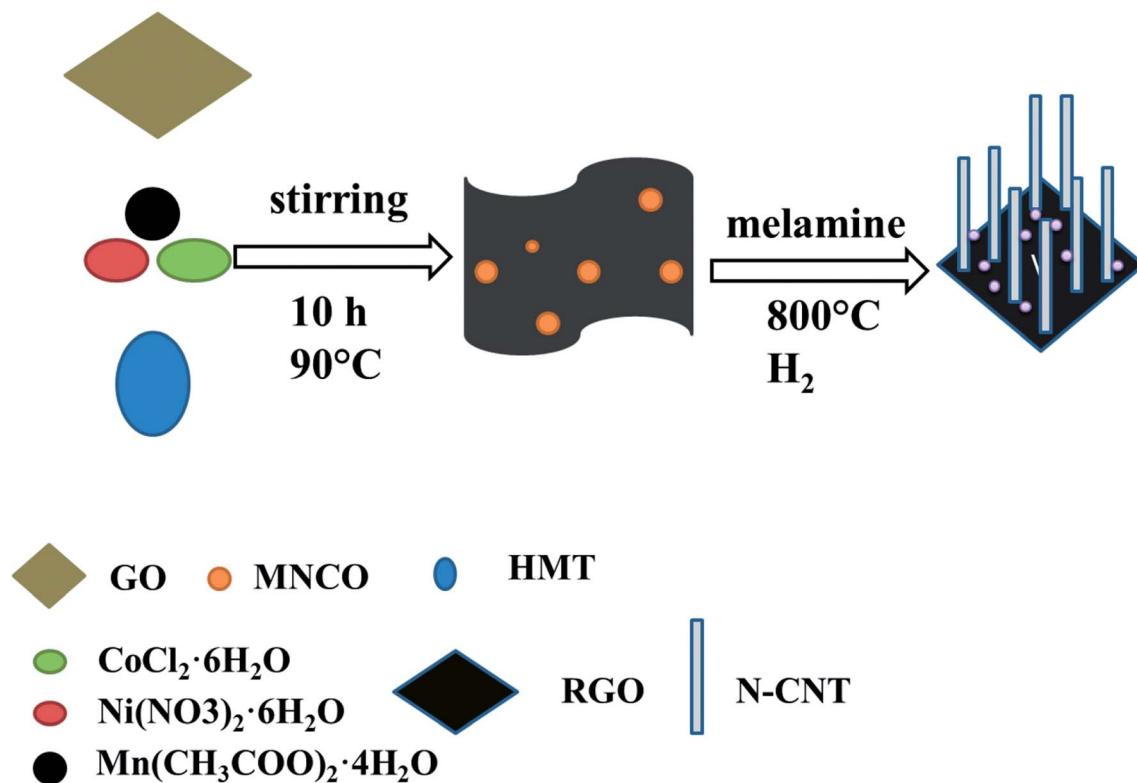 stirring
10 h
90°C
melamine
800°C
H₂
GO
MNCO
HMT
CoCl₂·6H₂O
Ni(NO3)₂·6H₂O
Mn(CH₃COO)₂·4H₂O
RGO
N-CNT